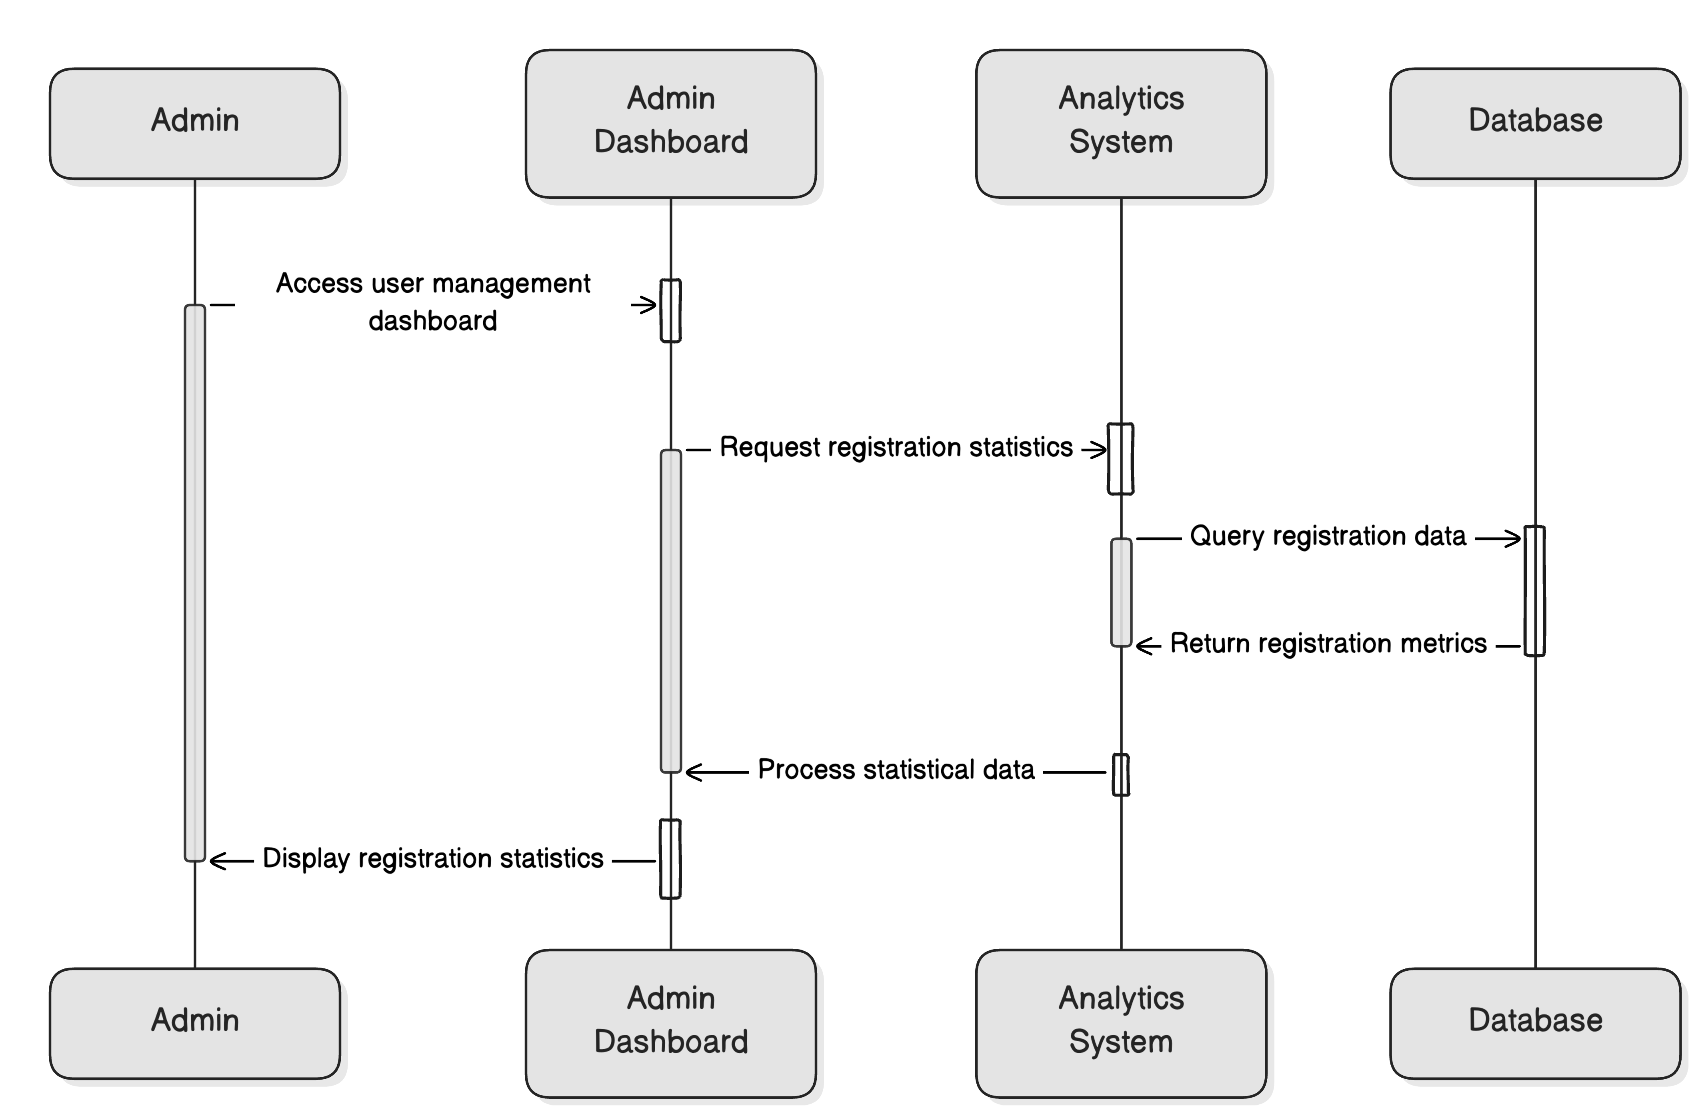 Admin
Admin
Dashboard
Analytics
System
Database
Access user management
dashboard
Request registration statistics
Query registration data
Return registration metrics
Process statistical data
Display registration statistics
Admin
Admin
Dashboard
Analytics
System
Database